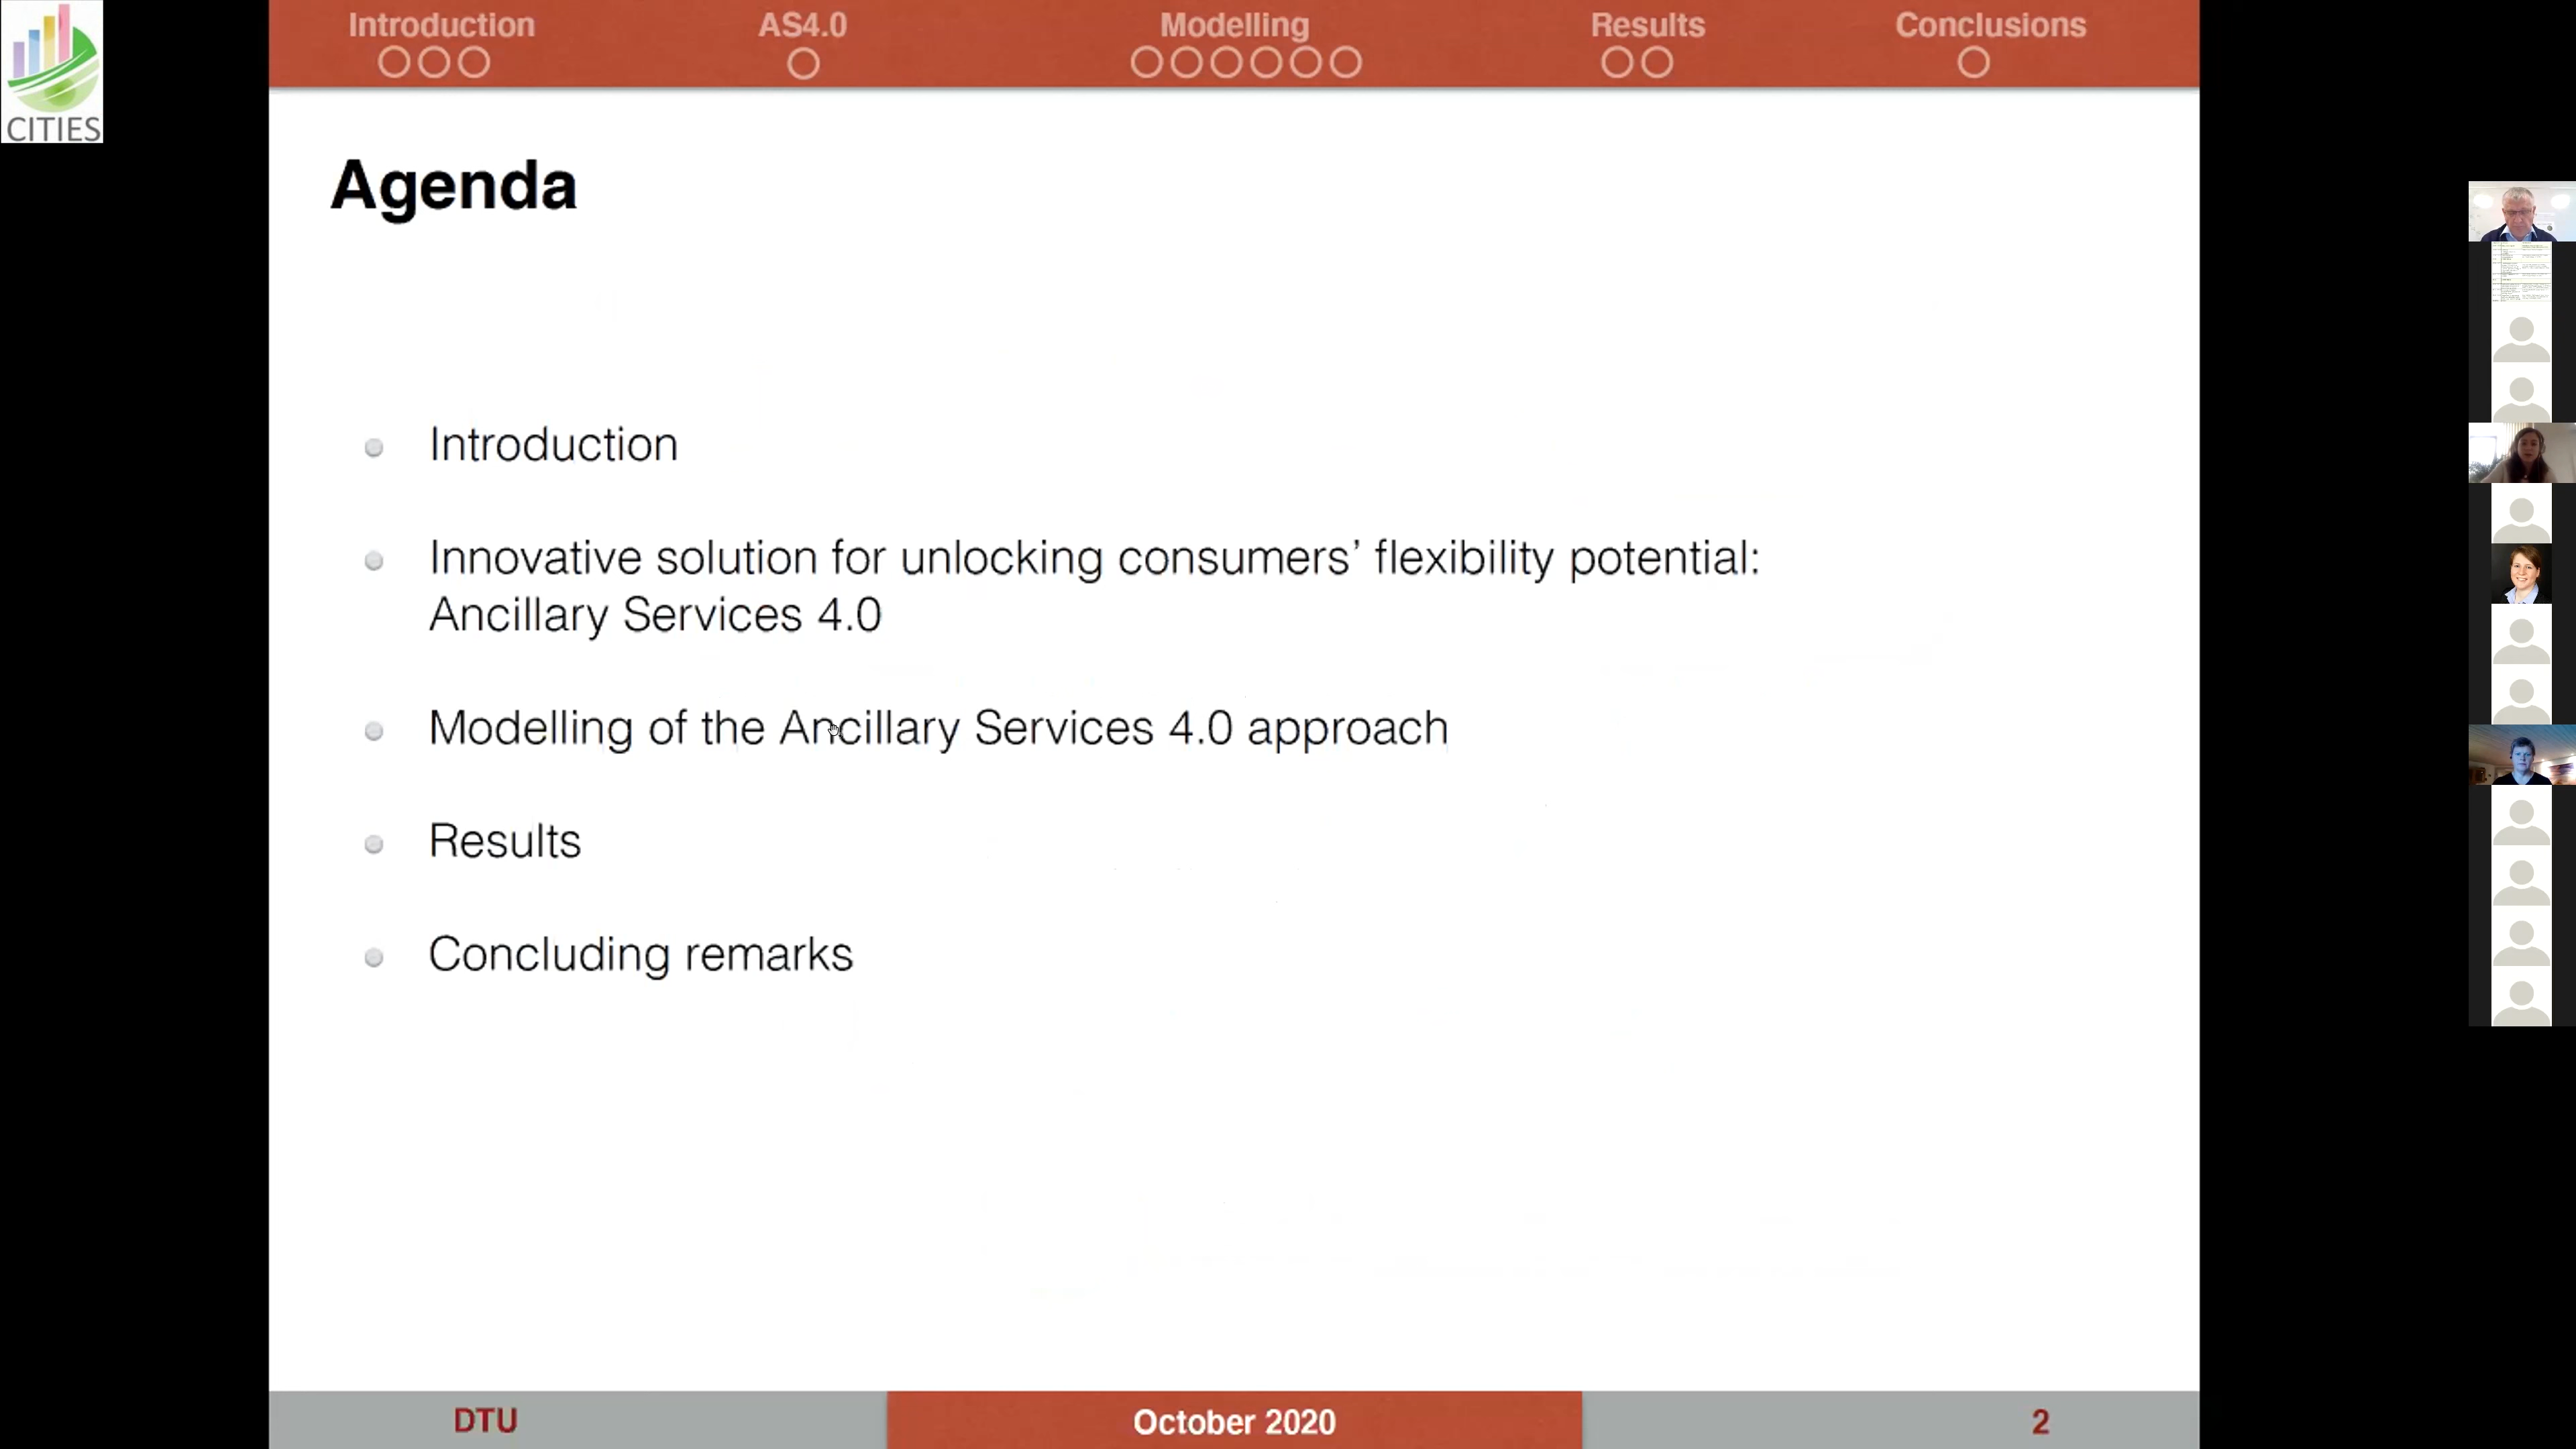 Introduction
AS4.0
Modelling
Results
Conclusions
CITIES
Agenda
Introduction
Innovative solution for unlocking consumers’ flexibility potential:
Ancillary Services 4.0
Modelling of the Ancillary Services 4.0 approach
Results
Concluding remarks
DTU
October 2020
2